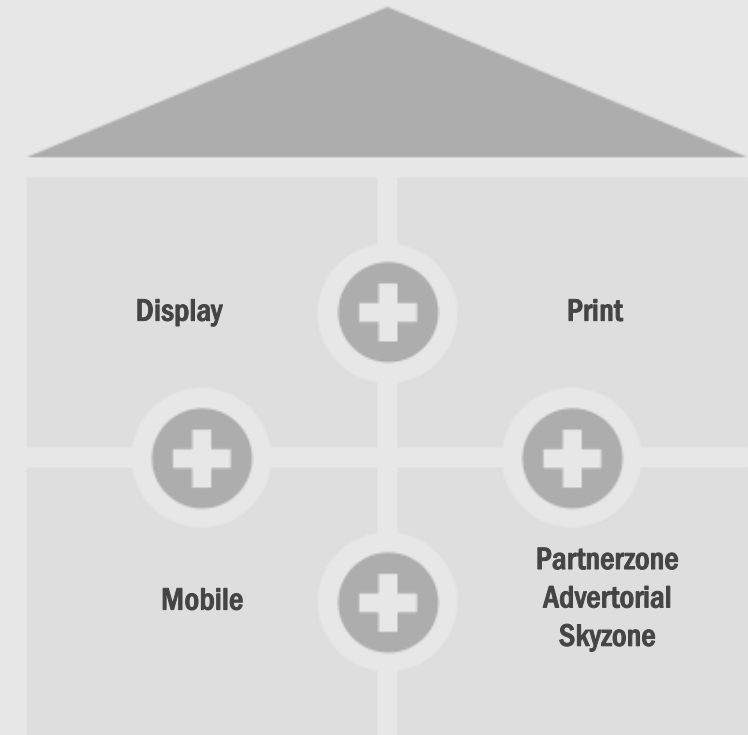 Display
Print
Mobile
Partnerzone
Advertorial
Skyzone